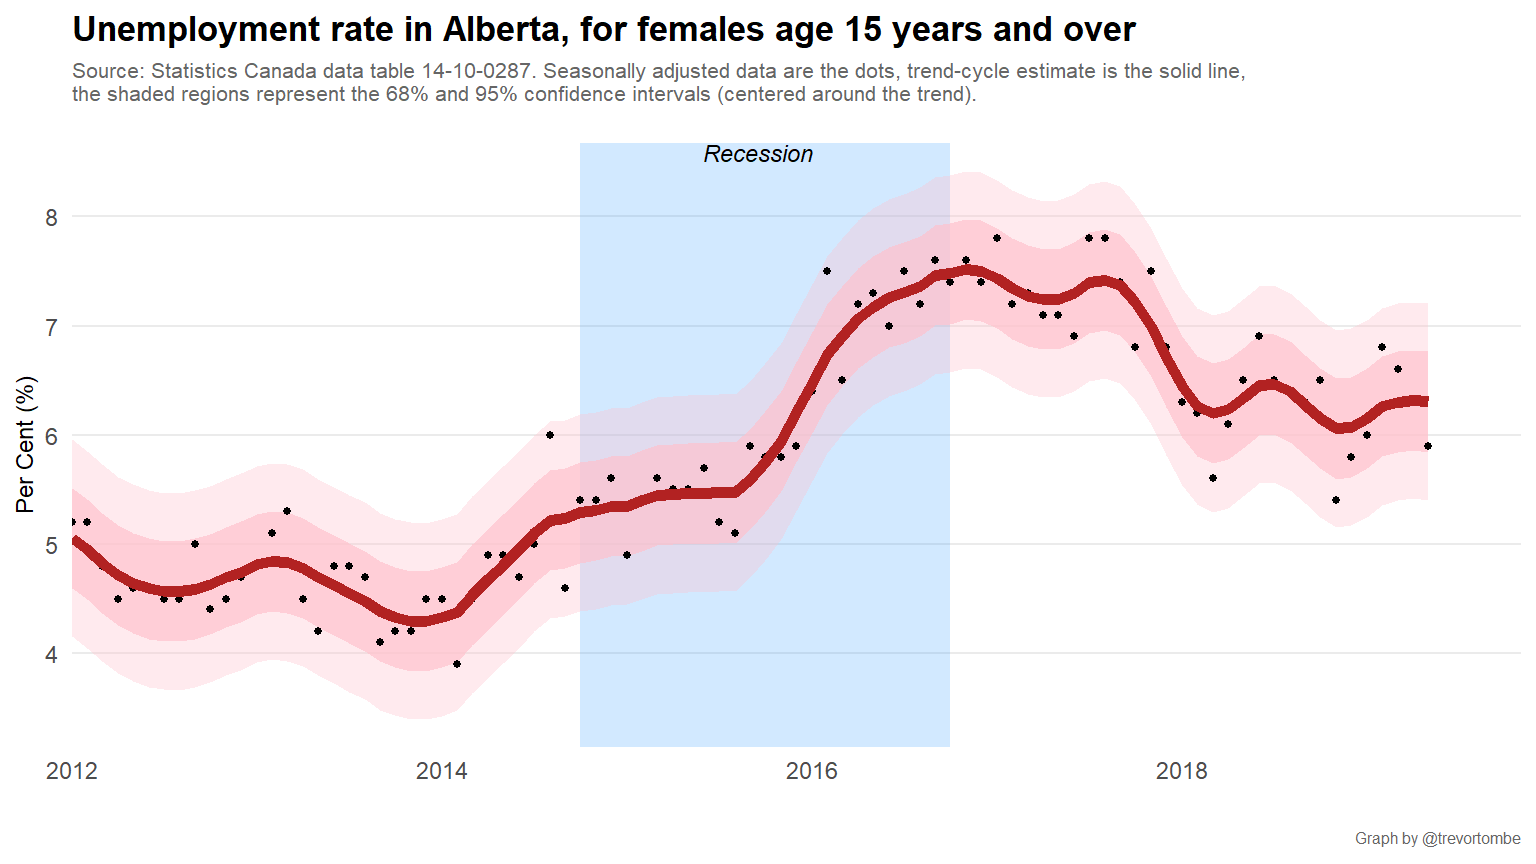 Unemployment rate in Alberta, for females age 15 years and over
Source: Statistics Canada data table 14-10-0287. Seasonally adjusted data are the dots, trend-cycle estimate is the solid line,
the shaded regions represent the 68% and 95% confidence intervals (centered around the trend).
Recession
8
7
6
5
4
Per Cent (%)
2012
2014
2016
2018
Graph by @trevortombe